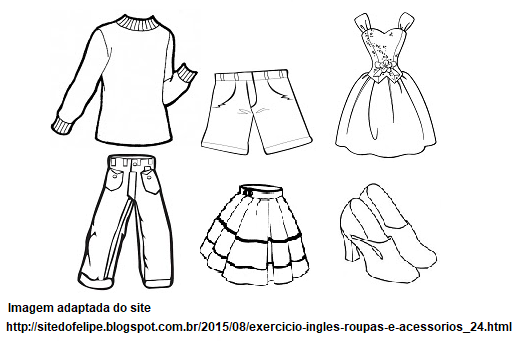 Imagem adaptada do site
http://sitedofelipe.blogspot.com.br/2015/08/exercicio-ingles-roupas-e-acessorios_24.html